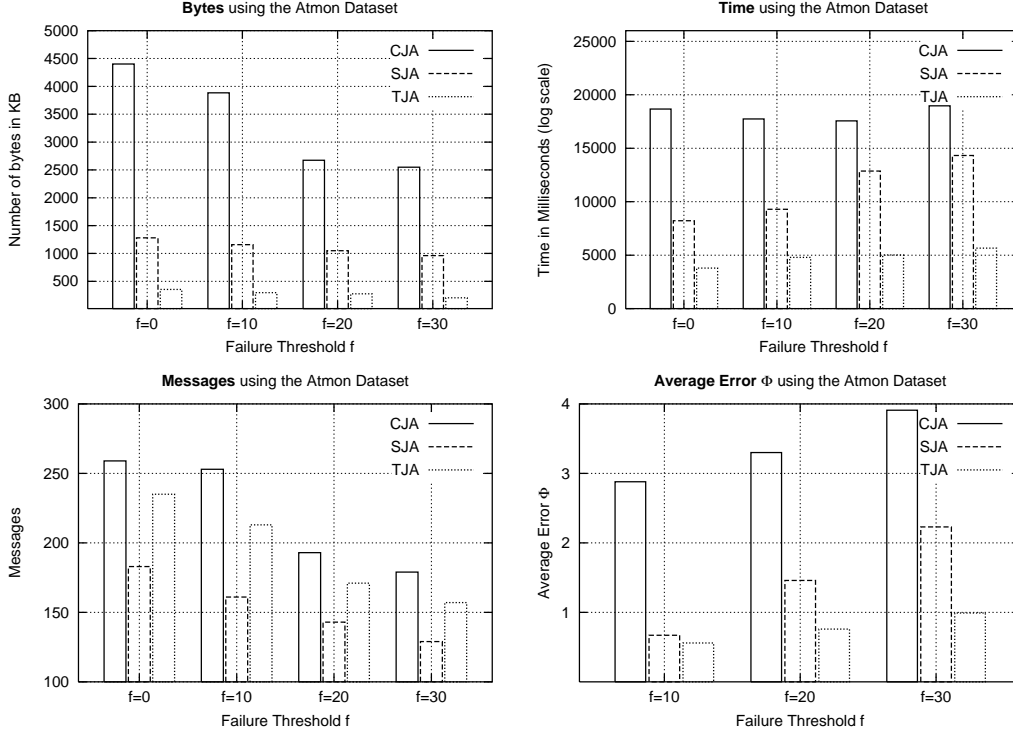 Bytes using the Atmon Dataset
Number of bytes in KB
5000
4500
4000
3500
3000
2500
2000
1500
1000
500
CJA
SJA
TJA
f=0 f=10 f=20 f=30
Failure Threshold f
Time using the Atmon Dataset
Time in Milliseconds (log scale)
25000
20000
15000
10000
5000
0
CJA
SJA
TJA
f=0 f=10 f=20 f=30
Failure Threshold f
Messages using the Atmon Dataset
Messages
300
250
200
150
100
CJA
SJA
TJA
f=0 f=10 f=20 f=30
Failure Threshold f
Average Error Φ using the Atmon Dataset
Average Error Φ
4
3
2
1
CJA
SJA
TJA
f=10 f=20 f=30
Failure Threshold f